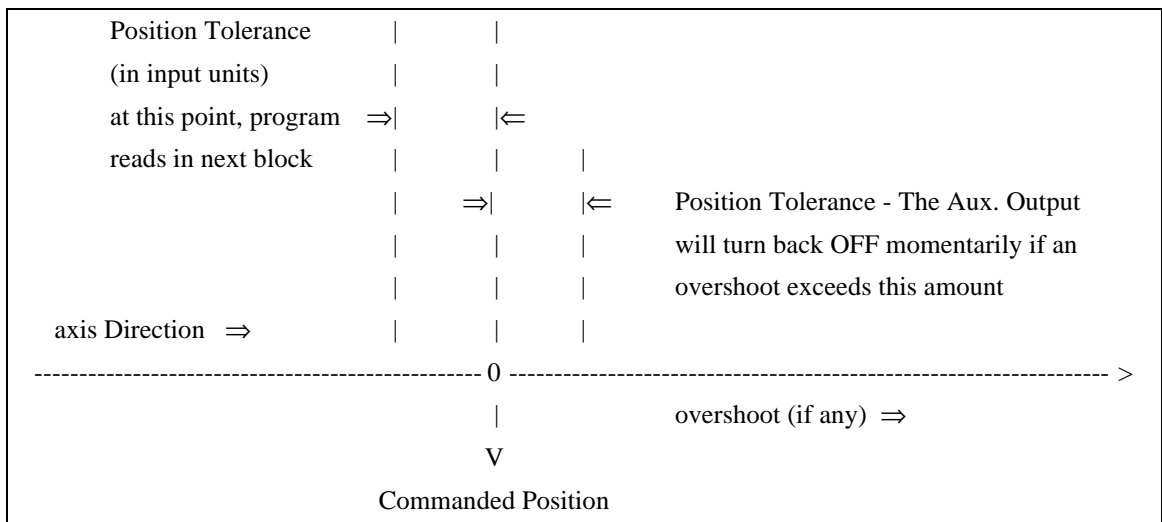 Position Tolerance | |
(in input units) | |
at this point, program ⇒| |⇐
reads in next block | | |
| ⇒| |⇐ Position Tolerance - The Aux. Output
| | | will turn back OFF momentarily if an
| | | overshoot exceeds this amount
axis Direction ⇒ | | |
-------------------------------------------------- 0 ------------------------------------------------------------------- >
| overshoot (if any) ⇒
V
Commanded Position